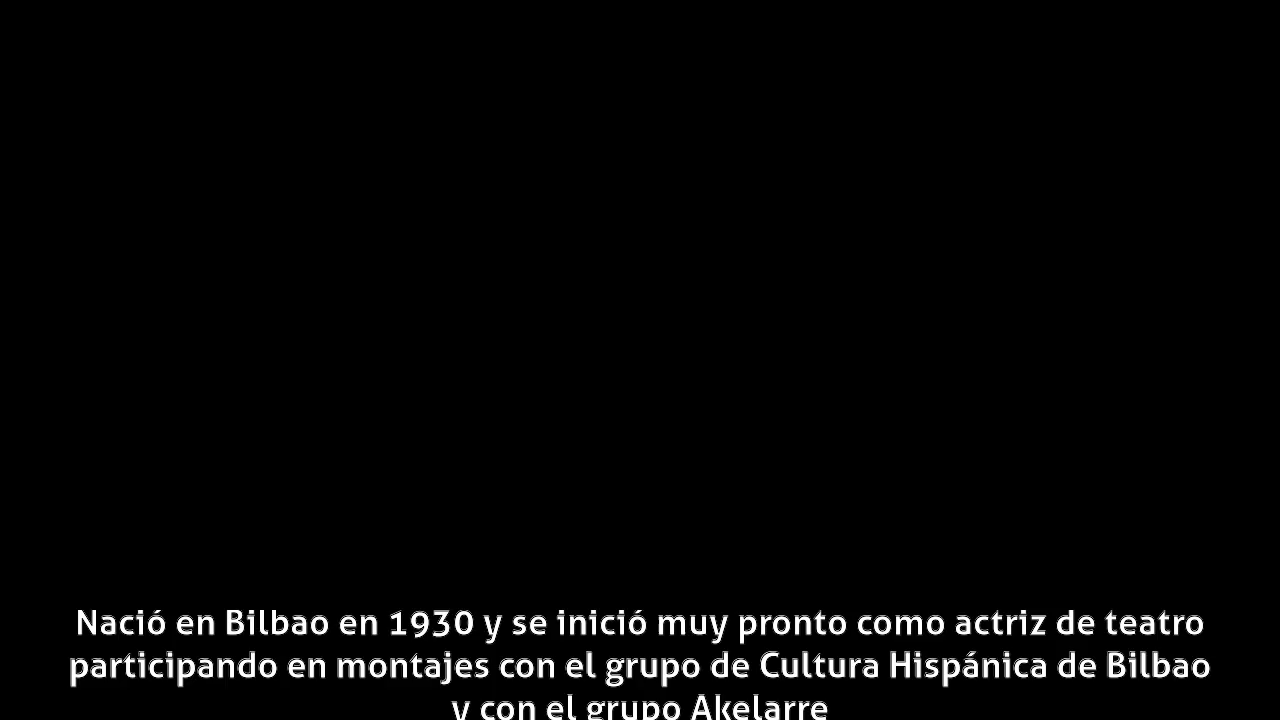 Nació en Bilbao en 1930 y se inició muy pronto como actriz de teatro
participando en montajes con el grupo de Cultura Hispánica de Bilbao
y con el grupo Akelarre